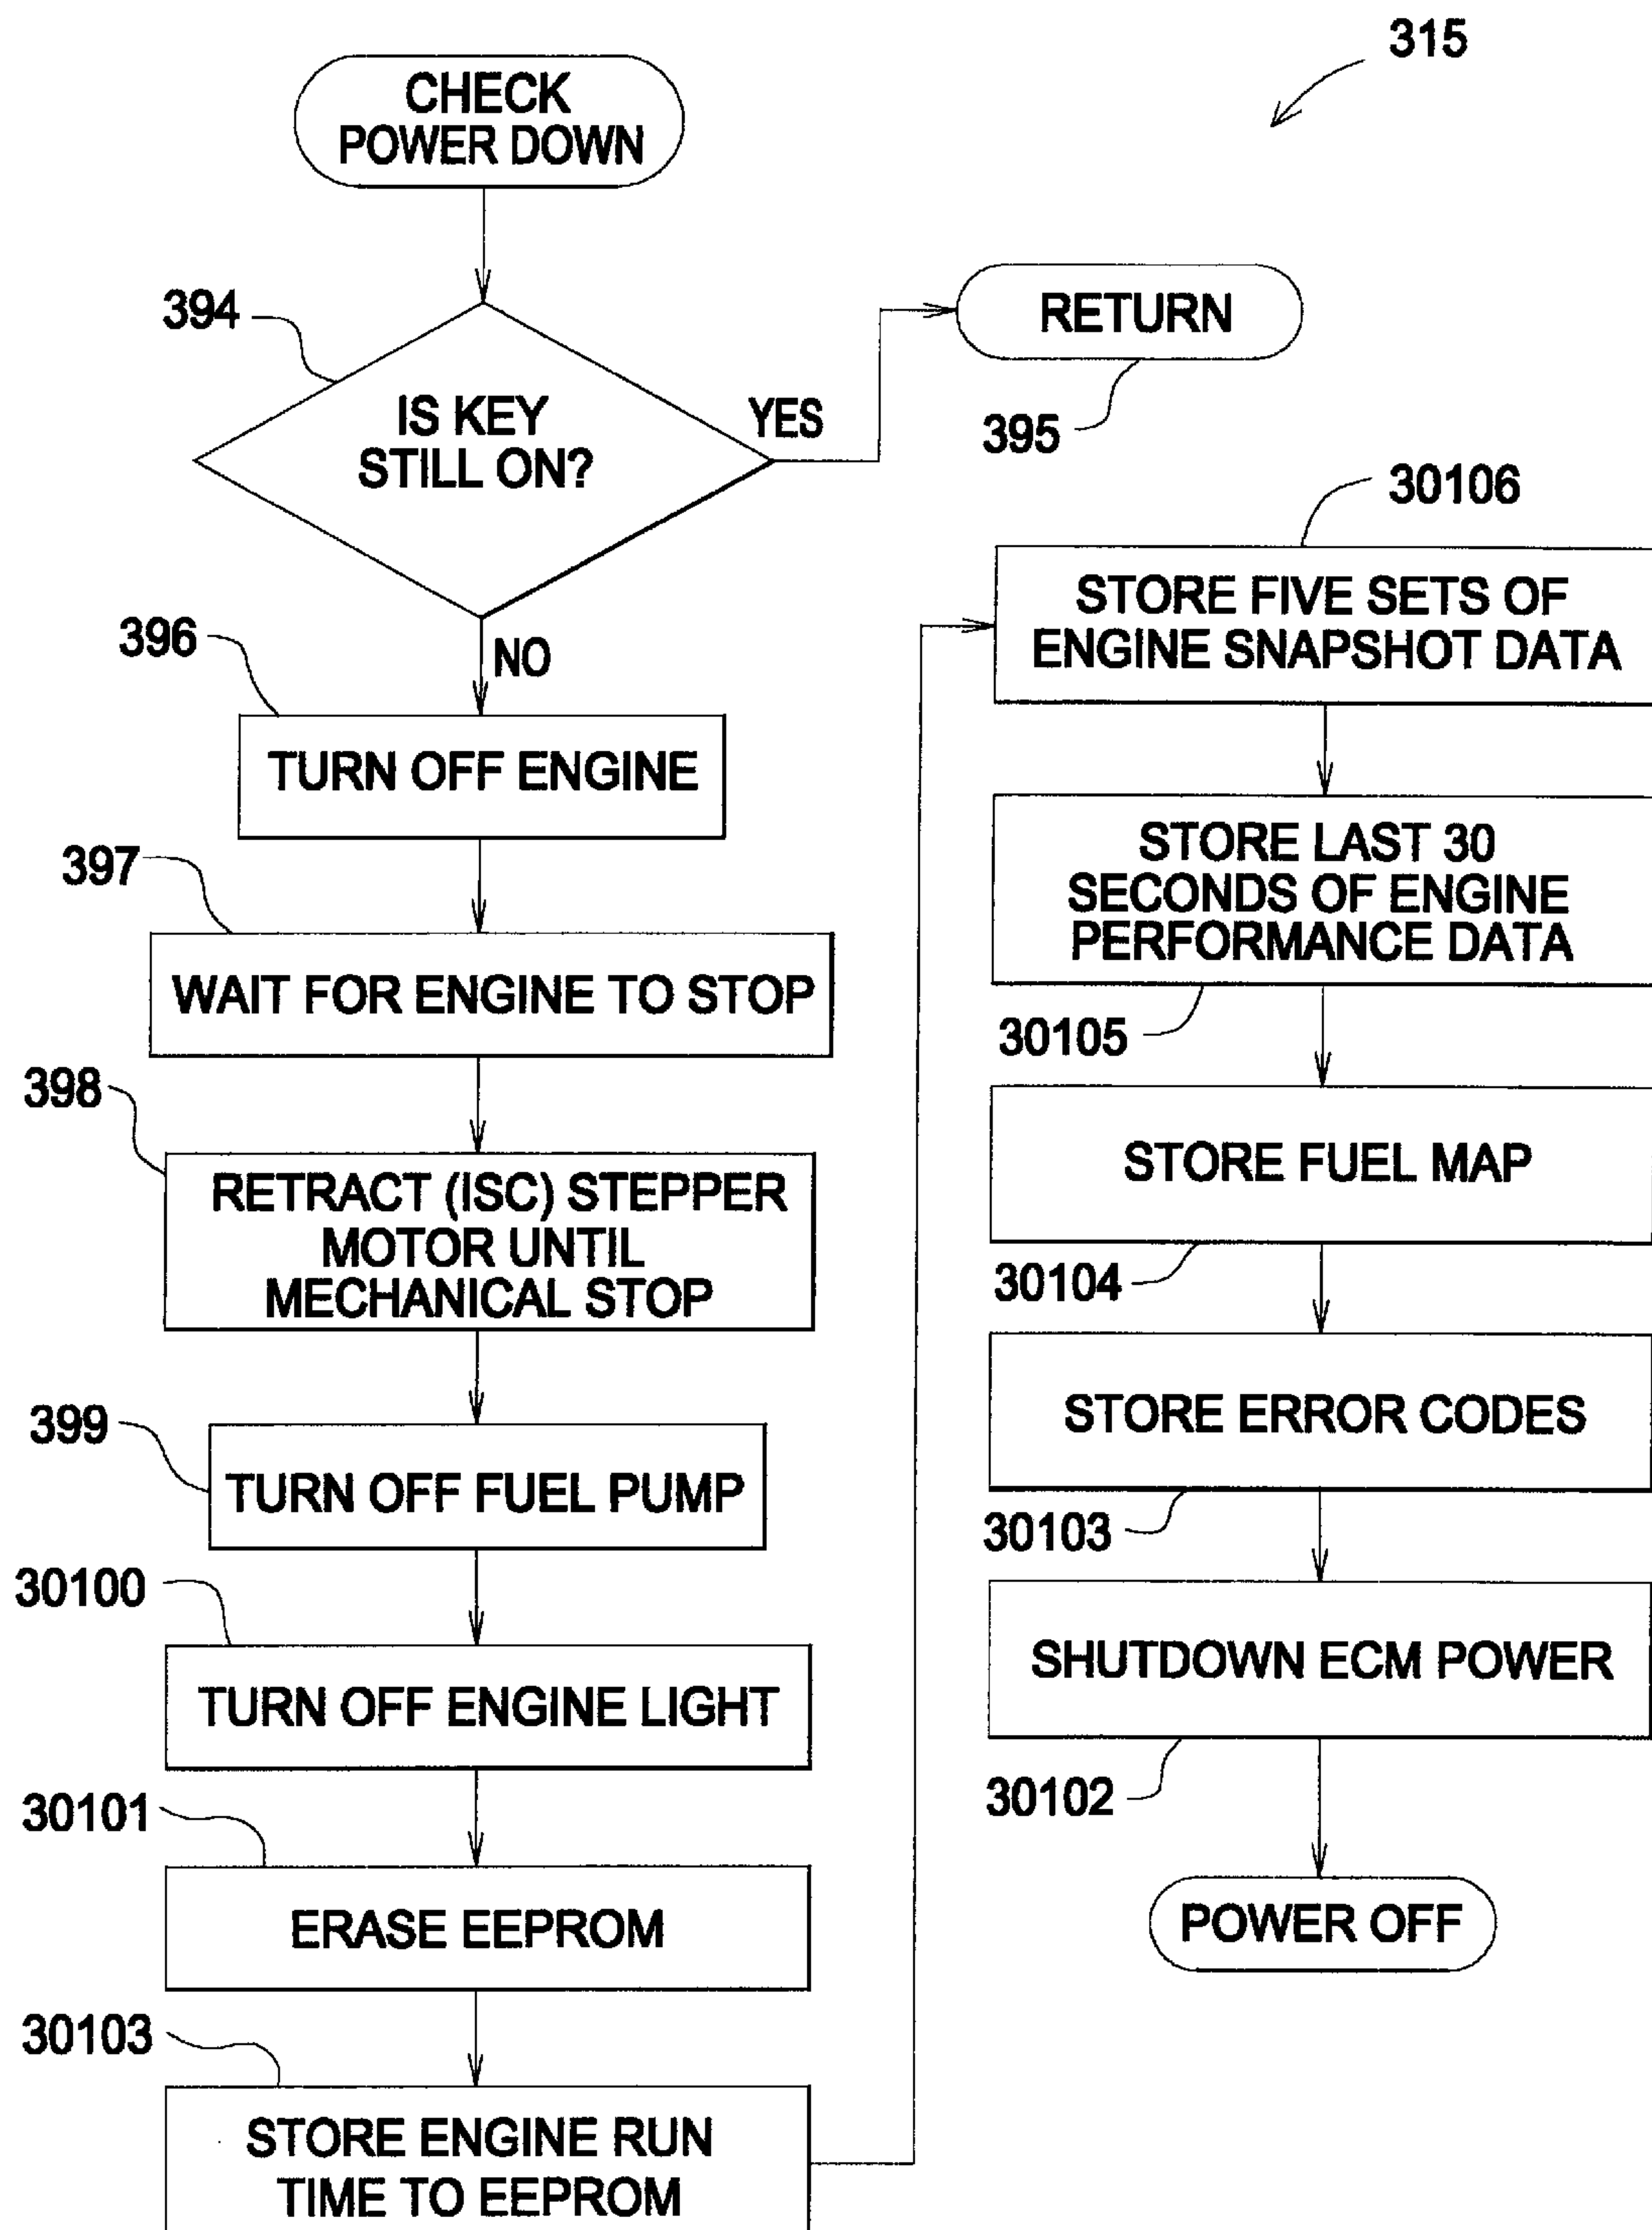 315
CHECK
POWER DOWN
394
IS KEY
STILL ON?
YES
RETURN
395
NO
396
TURN OFF ENGINE
397
WAIT FOR ENGINE TO STOP
398
RETRACT (ISC) STEPPER
MOTOR UNTIL
MECHANICAL STOP
399
TURN OFF FUEL PUMP
30100
TURN OFF ENGINE LIGHT
30101
ERASE EEPROM
30103
STORE ENGINE RUN
TIME TO EEPROM
30106
STORE FIVE SETS OF
ENGINE SNAPSHOT DATA
STORE LAST 30
SECONDS OF ENGINE
PERFORMANCE DATA
30105
STORE FUEL MAP
30104
STORE ERROR CODES
30103
SHUTDOWN ECM POWER
30102
POWER OFF